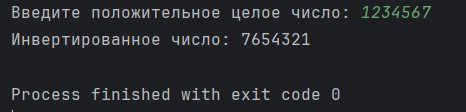 Введите положительное целое число: 1234567
Инвертированное число: 7654321
Process finished with exit code 0